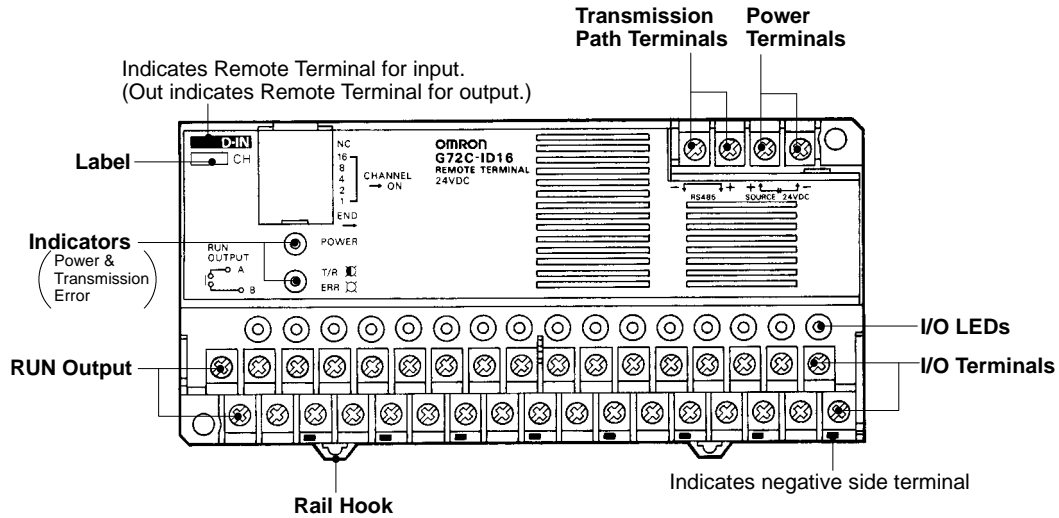 Transmission
Path Terminals
Power
Terminals
Indicates Remote Terminal for input.
(Out indicates Remote Terminal for output.)
Label
D-IN
CH
NC
16
8
4
2
1
CHANNEL
→ ON
END
→
OMRON
G72C-ID16
REMOTE TERMINAL
24VDC
− RS485 +
+ SOURCE 24VDC −
Indicators
(Power &
Transmission
Error)
POWER
RUN
OUTPUT
A
B
T/R
ERR
I/O LEDs
RUN Output
I/O Terminals
Indicates negative side terminal
Rail Hook